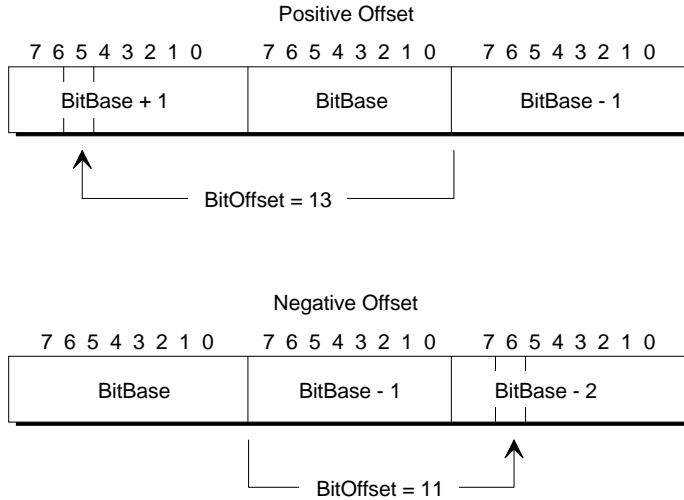 Positive Offset
7 6 5 4 3 2 1 0 7 6 5 4 3 2 1 0 7 6 5 4 3 2 1 0
BitBase + 1 BitBase BitBase - 1
BitOffset = 13
Negative Offset
7 6 5 4 3 2 1 0 7 6 5 4 3 2 1 0 7 6 5 4 3 2 1 0
BitBase BitBase - 1 BitBase - 2
BitOffset = 11